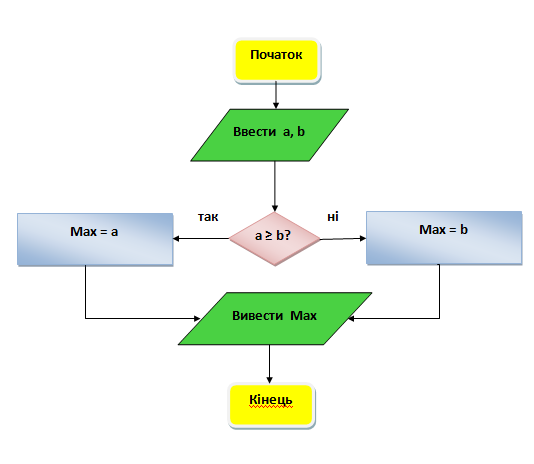 Початок
Ввести a, b
так
ні
Max = a
a ≥ b?
Max = b
Вивести Max
Кінець